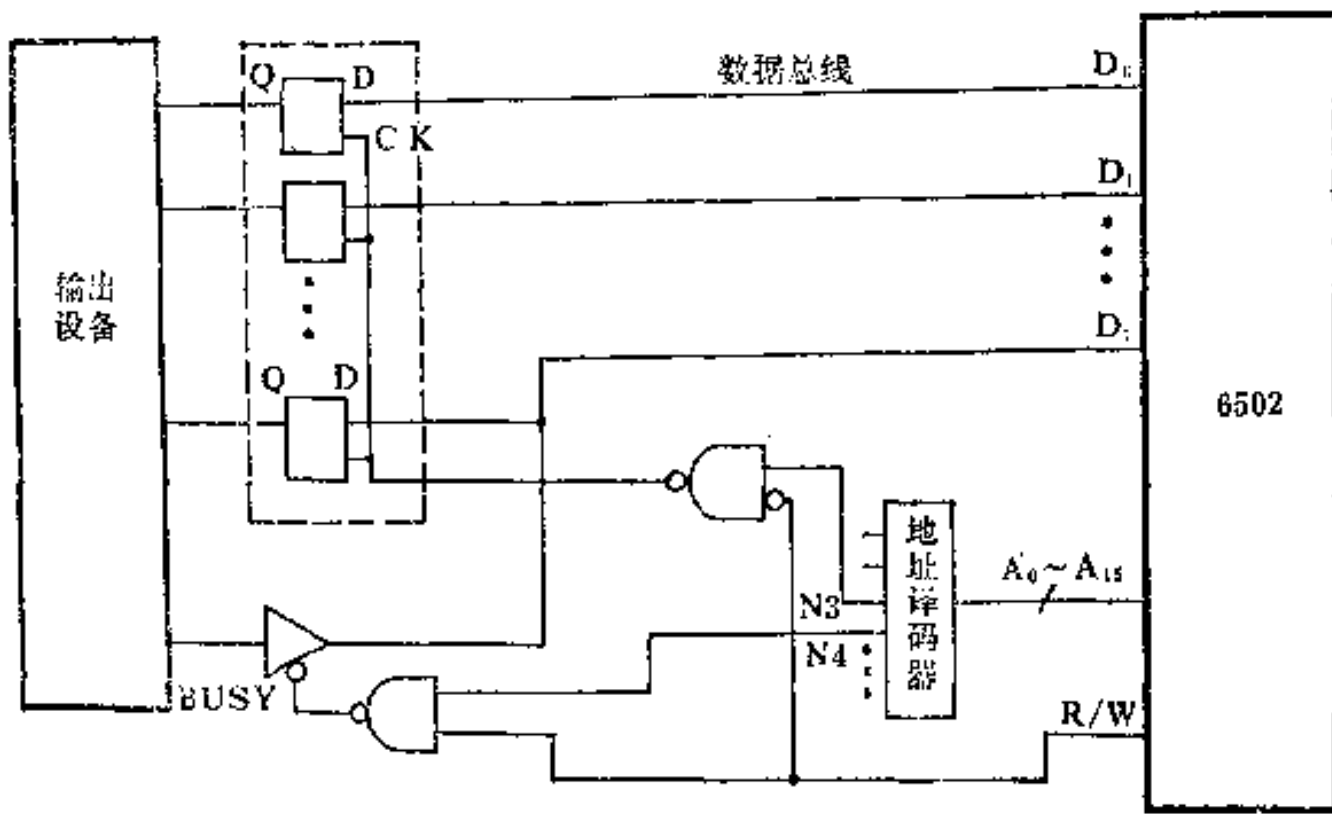 Q D
数据总线
D₀
C K
D₁
输出
设备
D₇
Q D
6502
地址译码器
A₀~A₁₅
N3
N4
BUSY
R/W